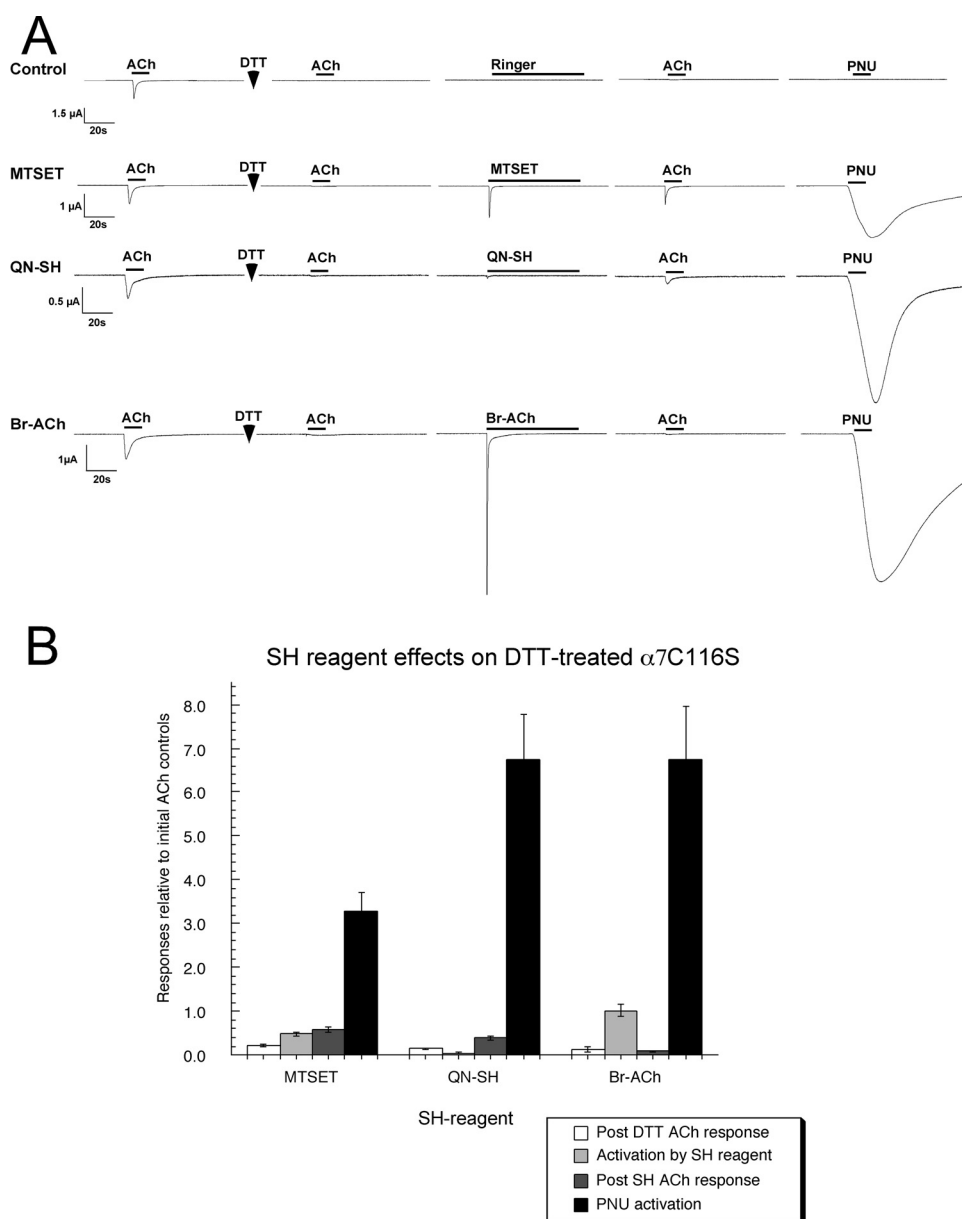 A
Control ACh DTT ACh Ringer ACh PNU
1.5 µA
20s
MTSET ACh DTT ACh MTSET ACh PNU
1 µA
20s
QN-SH ACh DTT ACh QN-SH ACh PNU
0.5 µA
20s
Br-ACh ACh DTT ACh Br-ACh ACh PNU
1µA
20s
B
SH reagent effects on DTT-treated α7C116S
Responses relative to initial ACh controls
8.0
7.0
6.0
5.0
4.0
3.0
2.0
1.0
0.0
MTSET QN-SH Br-ACh
SH-reagent
Post DTT ACh response
Activation by SH reagent
Post SH ACh response
PNU activation